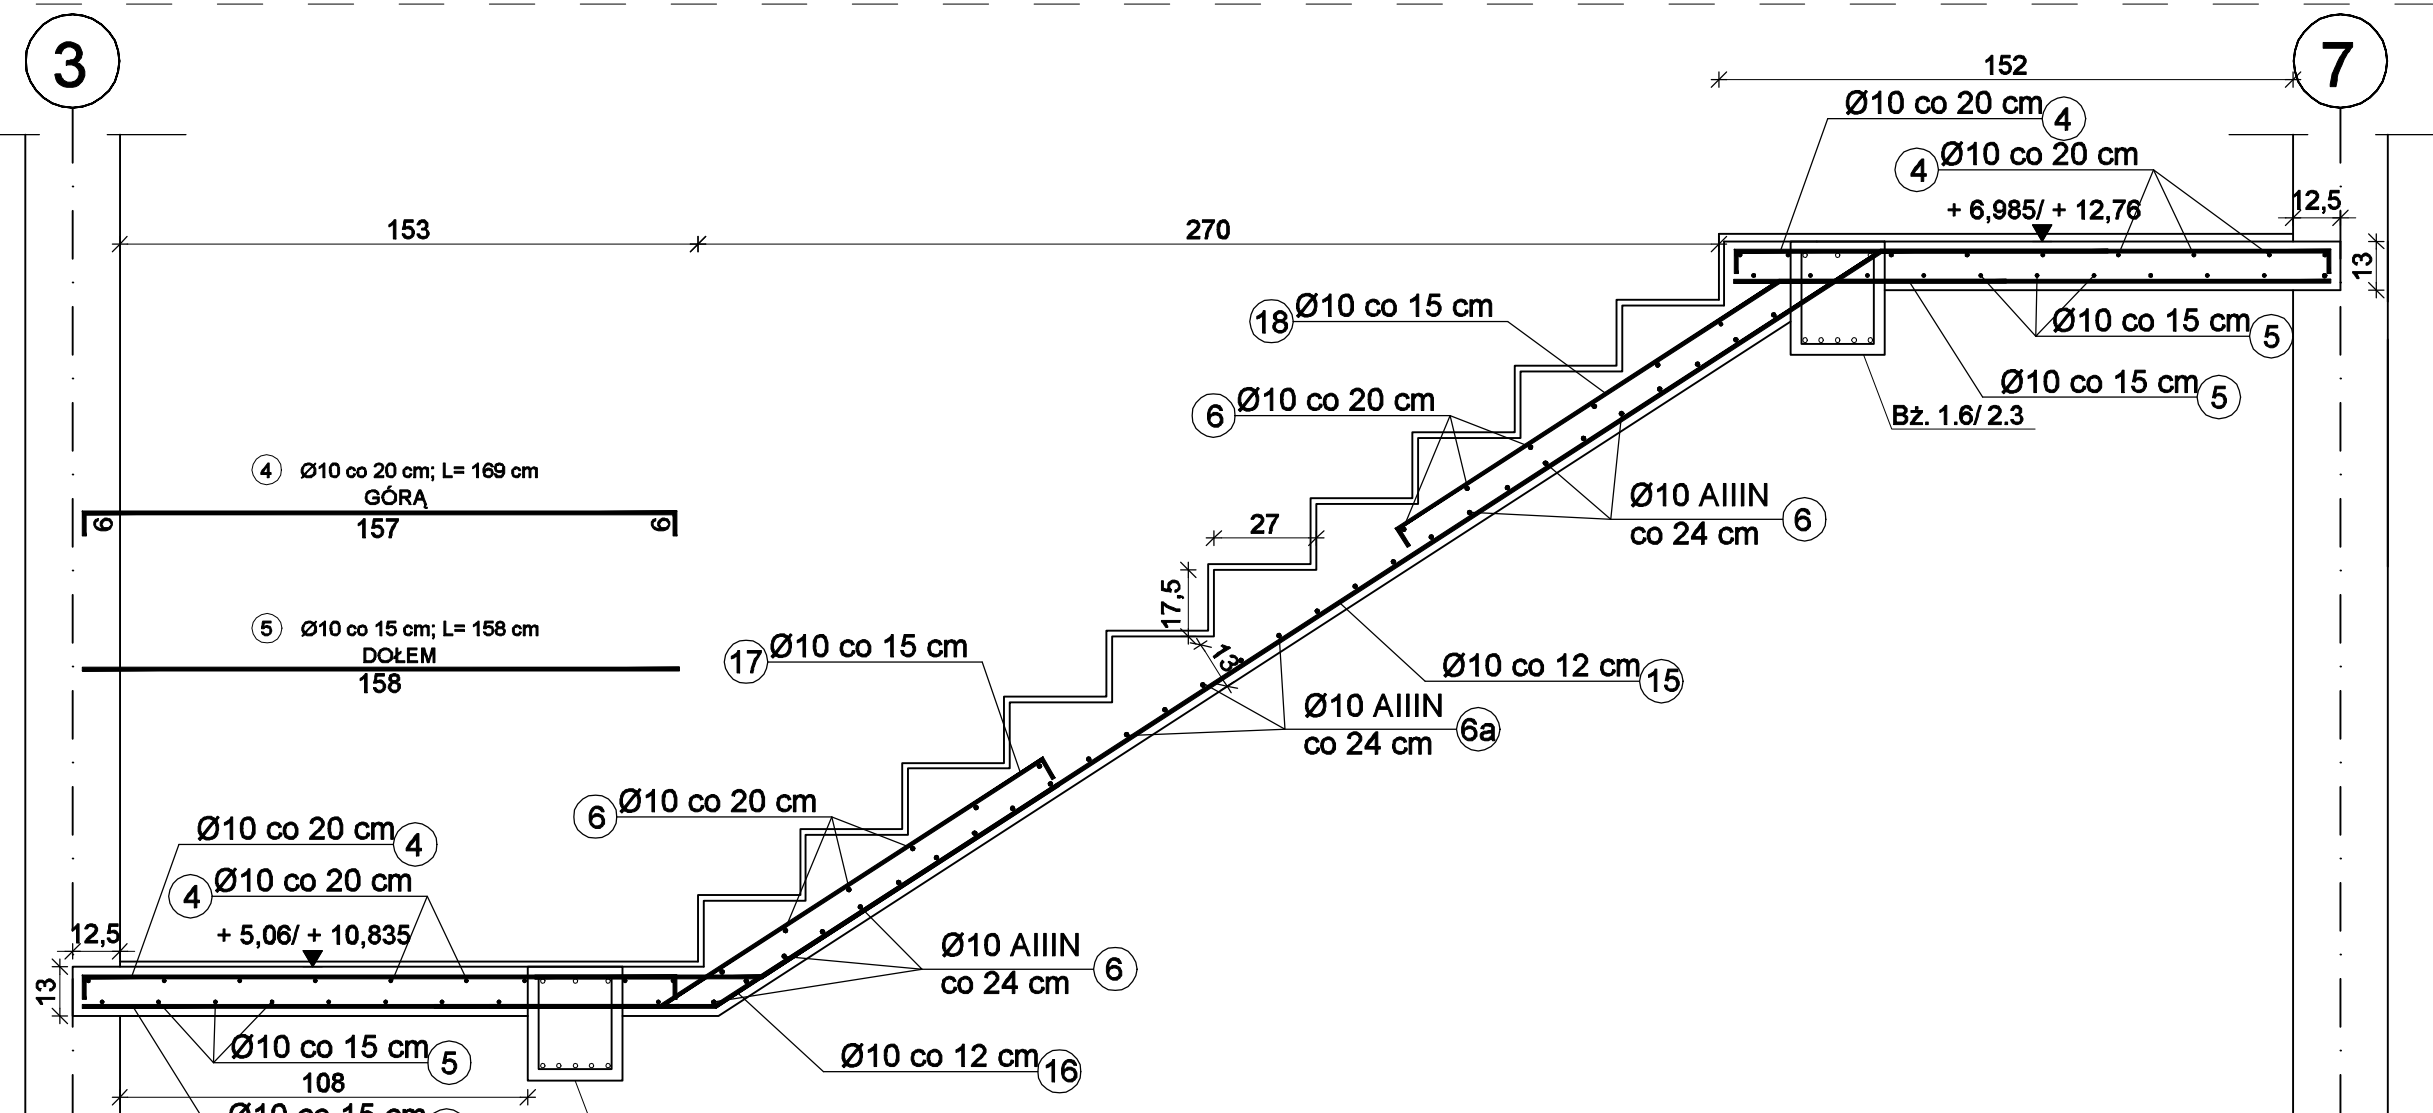 3
7
152
Ø10 co 20 cm 4
4 Ø10 co 20 cm
12,5
+ 6,985/ + 12,76
153
270
13
18 Ø10 co 15 cm
Ø10 co 15 cm 5
Ø10 co 15 cm 5
6 Ø10 co 20 cm
Bż. 1.6/ 2.3
4 Ø10 co 20 cm; L= 169 cm
GÓRĄ
6
157
6
Ø10 AIIIN
co 24 cm 6
27
17,5
13
5 Ø10 co 15 cm; L= 158 cm
DOŁEM
158
17 Ø10 co 15 cm
Ø10 co 12 cm 15
Ø10 AIIIN
co 24 cm 6a
6 Ø10 co 20 cm
Ø10 co 20 cm 4
4 Ø10 co 20 cm
12,5
+ 5,06/ + 10,835
Ø10 AIIIN
co 24 cm 6
13
Ø10 co 15 cm 5
Ø10 co 12 cm 16
108
Ø10 co 15 cm